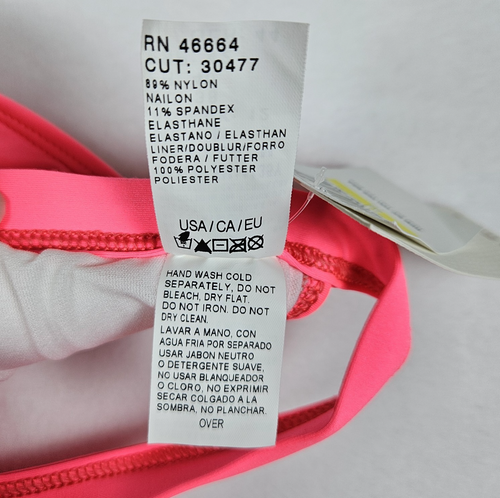 RN 46664
CUT: 30477
89% NYLON
NAILON
11% SPANDEX
ELASTHANE
ELASTANO / ELASTHAN
LINER/DOUBLUR/FORRO
FODERA / FUTTER
100% POLYESTER
POLIESTER
USA/CA/EU
HAND WASH COLD
SEPARATELY, DO NOT
BLEACH, DRY FLAT.
DO NOT IRON. DO NOT
DRY CLEAN.
LAVAR A MANO, CON
AGUA FRIA POR SEPARADO
USAR JABON NEUTRO
O DETERGENTE SUAVE,
NO USAR BLANQUEADOR
O CLORO, NO EXPRIMIR
SECAR COLGADO A LA
SOMBRA, NO PLANCHAR.
OVER